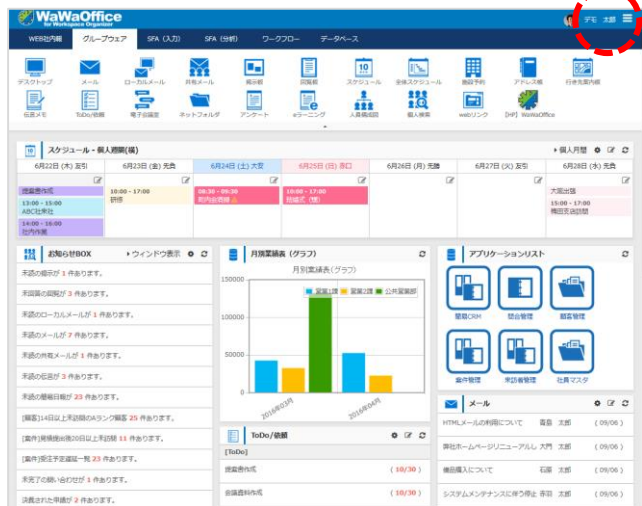 WaWaOffice
for Workspace Organizer
デモ 太郎
WEB社内報 グループウェア SFA (入力) SFA (分析) ワークフロー データベース
デスクトップ メール ローカルメール 共有メール 掲示板 回覧板 スケジュール 全体スケジュール 施設予約 アドレス帳 行き先案内板
伝言メモ ToDo/依頼 電子会議室 ネットフォルダ アンケート eラーニング 人員構成図 個人検索 webリンク [HP] WaWaOffice
スケジュール - 個人週間(横)
個人月間
6月22日 (木) 友引 6月23日 (金) 先負 6月24日 (土) 大安 6月25日 (日) 赤口 6月26日 (月) 先勝 6月27日 (火) 友引 6月28日 (水) 先負
提案書作成
13:00 - 15:00
ABC社来社
14:00 - 16:00
社内作業
10:00 - 17:00
研修
08:30 - 09:30
町内会清掃
10:00 - 17:00
結婚式
大阪出張
15:00 - 17:00
梅田支店訪問
お知らせBOX
ウィンドウ表示
未読の掲示が 1 件あります。
未回答の回覧が 3 件あります。
未読のローカルメールが 1 件あります。
未読のメールが 7 件あります。
未読の共有メールが 1 件あります。
未読の伝言が 3 件あります。
未読の簡易日報が 23 件あります。
[顧客]14日以上未訪問のAランク顧客 25 件あります。
[案件]見積提出後20日以上未訪問 11 件あります。
[案件]受注予定遅延一覧 23 件あります。
未完了の問い合わせが 1 件あります。
決裁された申請が 2 件あります。
月別業績表 (グラフ)
月別業績表(グラフ)
150000
100000
50000
0
営業1課 営業2課 公共営業部
2016年03月 2016年04月
ToDo/依頼
[ToDo]
提案書作成 ( 10/30 )
会議資料作成 ( 10/30 )
アプリケーションリスト
簡易CRM 競合管理 顧客管理
案件管理 来訪者管理 社員マスタ
メール
HTMLメールの利用について 青島 太郎 ( 09/06 )
弊社ホームページリニューアルし 大門 太郎 ( 09/06 )
備品購入について 石原 太郎 ( 09/06 )
システムメンテナンスに伴う停止 赤羽 太郎 ( 09/06 )